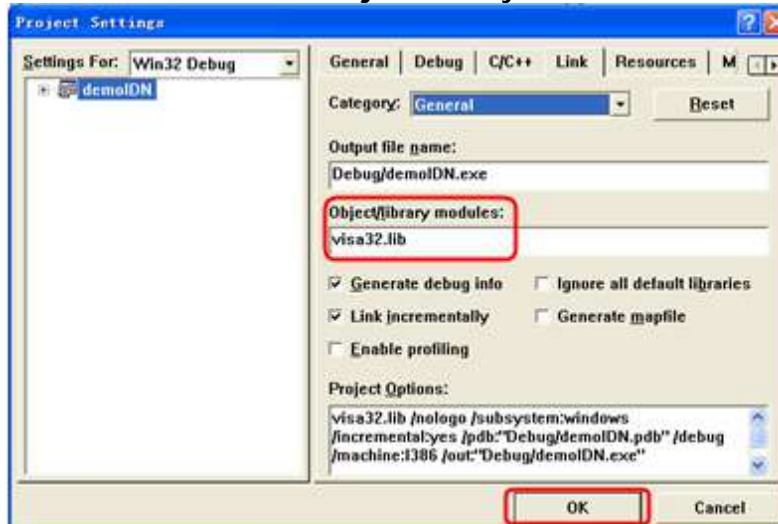 Project Settings
Settings For: Win32 Debug
demoIDN
General Debug C/C++ Link Resources M
Category: General Reset
Output file name:
Debug/demoIDN.exe
Object/library modules:
visa32.lib
Generate debug info Ignore all default libraries
Link incrementally Generate mapfile
Enable profiling
Project Options:
visa32.lib /nologo /subsystem:windows
/incremental:yes /pdb:"Debug/demoIDN.pdb" /debug
/machine:I386 /out:"Debug/demoIDN.exe"
OK Cancel